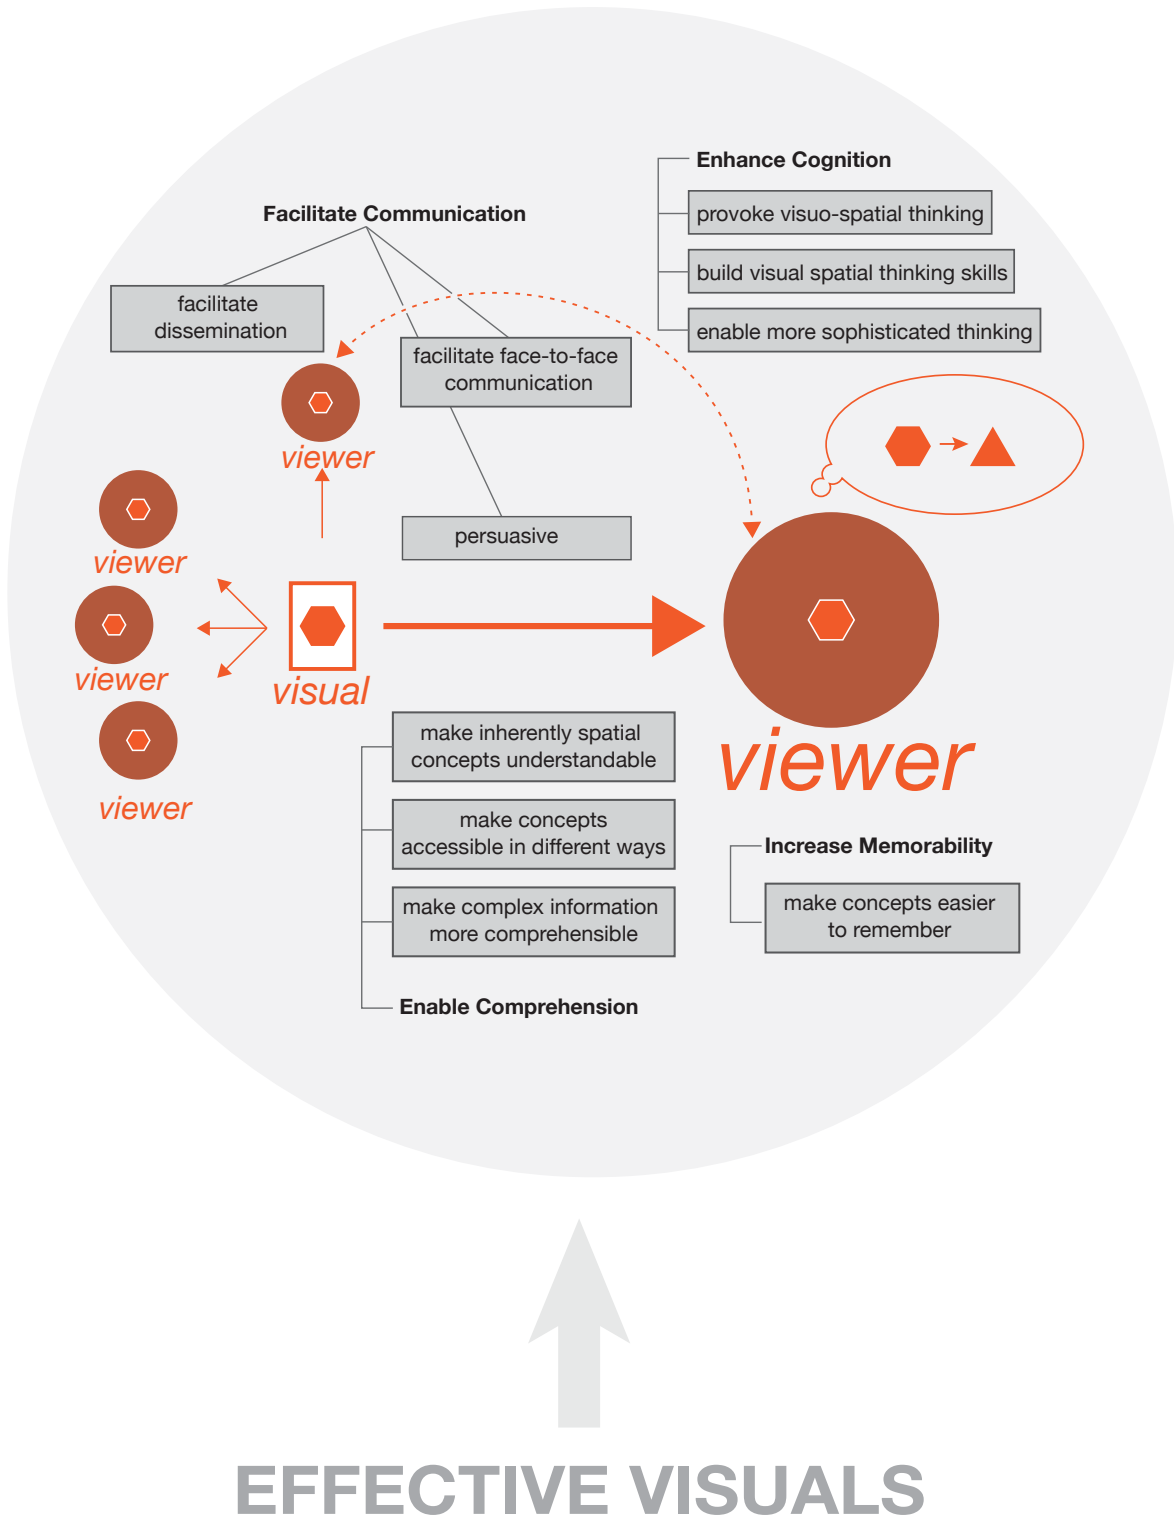 Enhance Cognition
provoke visuo-spatial thinking
build visual spatial thinking skills
enable more sophisticated thinking
Facilitate Communication
facilitate
dissemination
facilitate face-to-face
communication
persuasive
viewer
viewer
viewer
viewer
visual
viewer
make inherently spatial
concepts understandable
make concepts
accessible in different ways
make complex information
more comprehensible
Enable Comprehension
Increase Memorability
make concepts easier
to remember
EFFECTIVE VISUALS